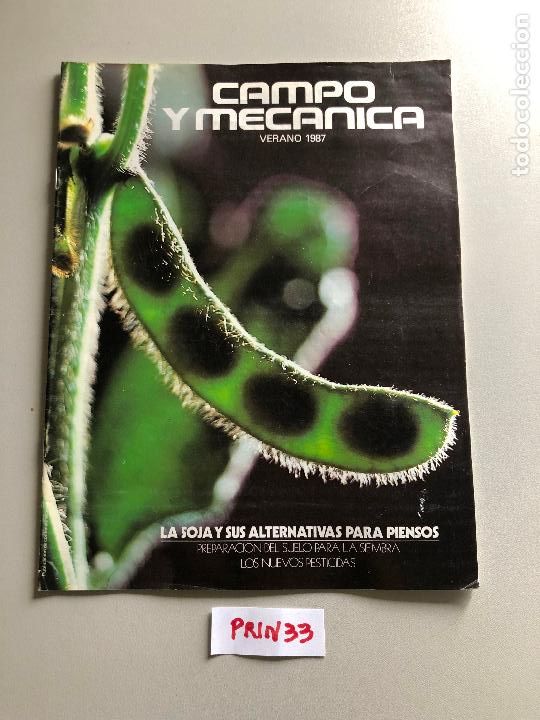 CAMPO
Y MECANICA
VERANO 1987
LA SOJA Y SUS ALTERNATIVAS PARA PIENSOS
PREPARACION DEL SUELO PARA LA SIEMBRA
LOS NUEVOS PESTICIDAS
PRIN33
todocoleccion